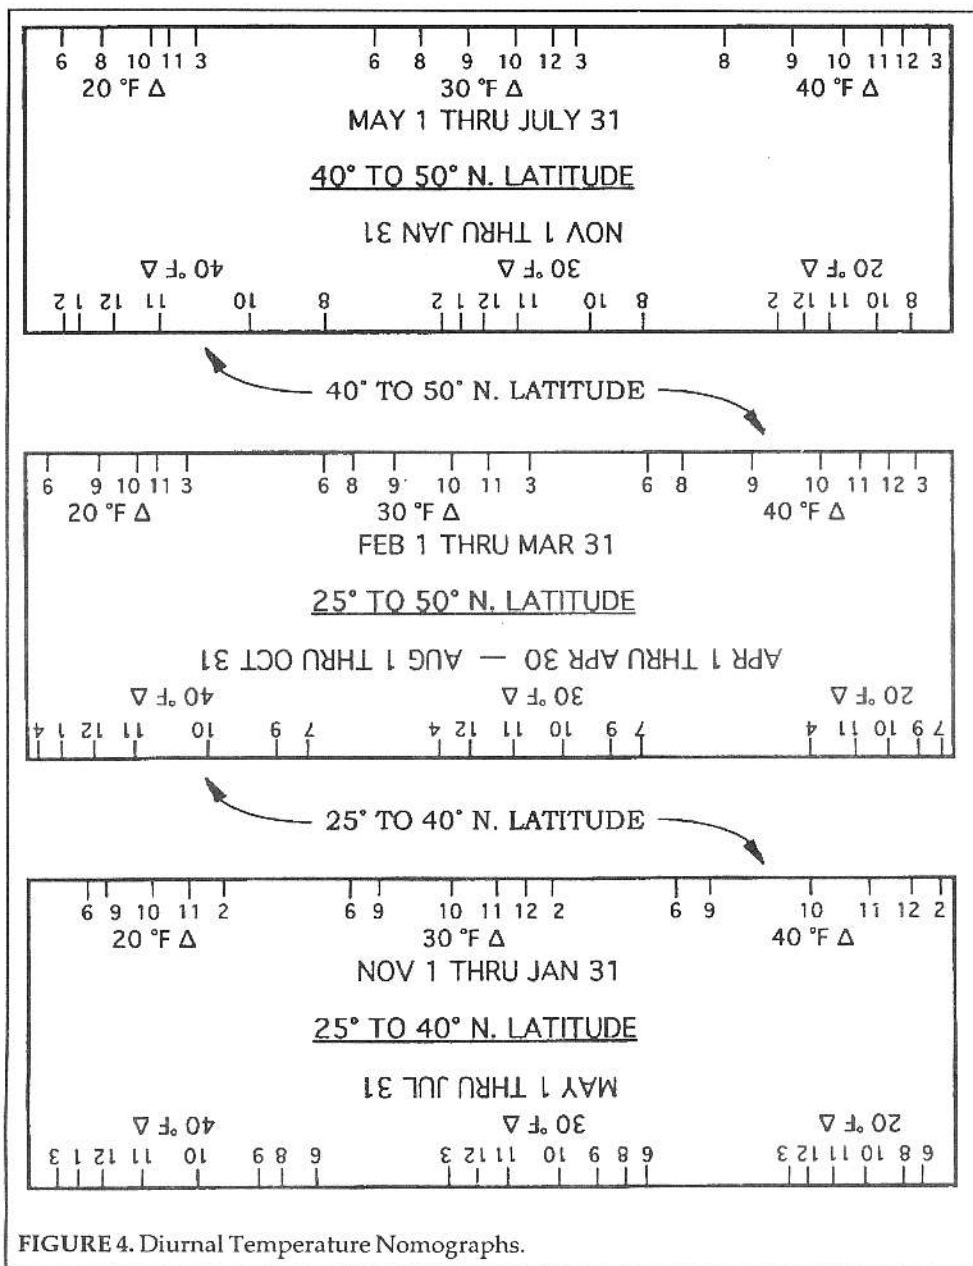 6 8 10 11 3 6 8 9 10 12 3 8 9 10 11 12 3
20 °F Δ 30 °F Δ 40 °F Δ
MAY 1 THRU JULY 31
40° TO 50° N. LATITUDE
NOV 1 THRU JAN 31
20 °F Δ 30 °F Δ 40 °F Δ
8 10 11 12 2 8 10 11 12 1 2 8 10 11 12 1 2
40° TO 50° N. LATITUDE
6 9 10 11 3 6 8 9 10 11 3 6 8 9 10 11 12 3
20 °F Δ 30 °F Δ 40 °F Δ
FEB 1 THRU MAR 31
25° TO 50° N. LATITUDE
APR 1 THRU APR 30 — AUG 1 THRU OCT 31
20 °F Δ 30 °F Δ 40 °F Δ
7 9 10 11 4 7 9 10 11 12 4 7 9 10 11 12 1 4
25° TO 40° N. LATITUDE
6 9 10 11 2 6 9 10 11 12 2 6 9 10 11 12 2
20 °F Δ 30 °F Δ 40 °F Δ
NOV 1 THRU JAN 31
25° TO 40° N. LATITUDE
MAY 1 THRU JUL 31
20 °F Δ 30 °F Δ 40 °F Δ
6 8 10 11 12 3 6 8 9 10 11 12 3 6 8 9 10 11 12 1 3
FIGURE 4. Diurnal Temperature Nomographs.